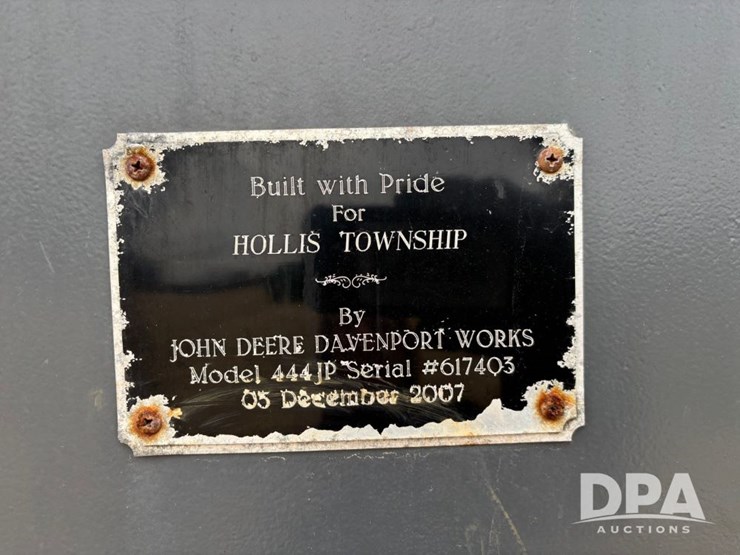 Built with Pride
For
HOLLIS TOWNSHIP
By
JOHN DEERE DAVENPORT WORKS
Model 444JP Serial #617403
05 December 2007
DPA
AUCTIONS